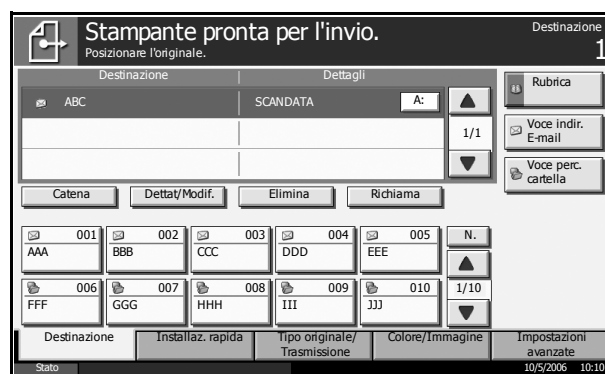 Stampante pronta per l'invio.
Posizionare l'originale.
Destinazione
1
Destinazione Dettagli
ABC SCANDATA A:
1/1
Rubrica
Voce indir.
E-mail
Voce perc.
cartella
Catena Dettat/Modif. Elimina Richiama
001 002 003 004 005 N.
AAA BBB CCC DDD EEE
006 007 008 009 010 1/10
FFF GGG HHH III JJJ
Destinazione Installaz. rapida Tipo originale/
Trasmissione Colore/Immagine Impostazioni
avanzate
Stato 10/5/2006 10:10